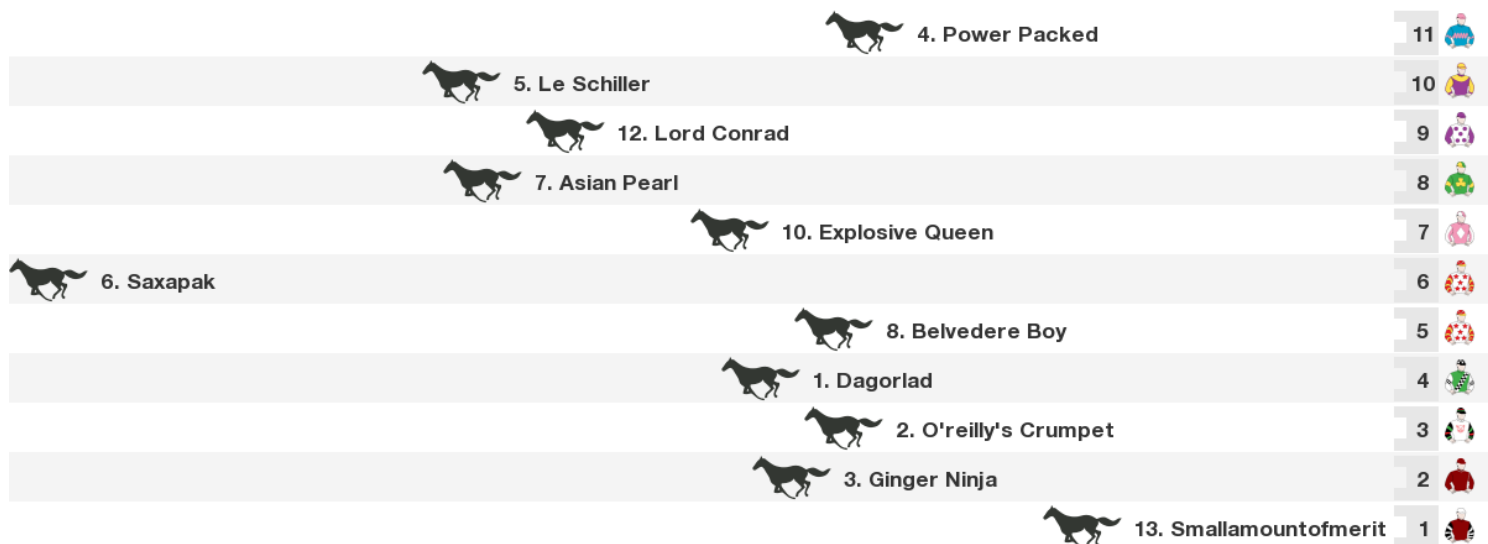 4. Power Packed 11
5. Le Schiller 10
12. Lord Conrad 9
7. Asian Pearl 8
10. Explosive Queen 7
6. Saxapak 6
8. Belvedere Boy 5
1. Dagorlad 4
2. O'reilly's Crumpet 3
3. Ginger Ninja 2
13. Smallamountofmerit 1